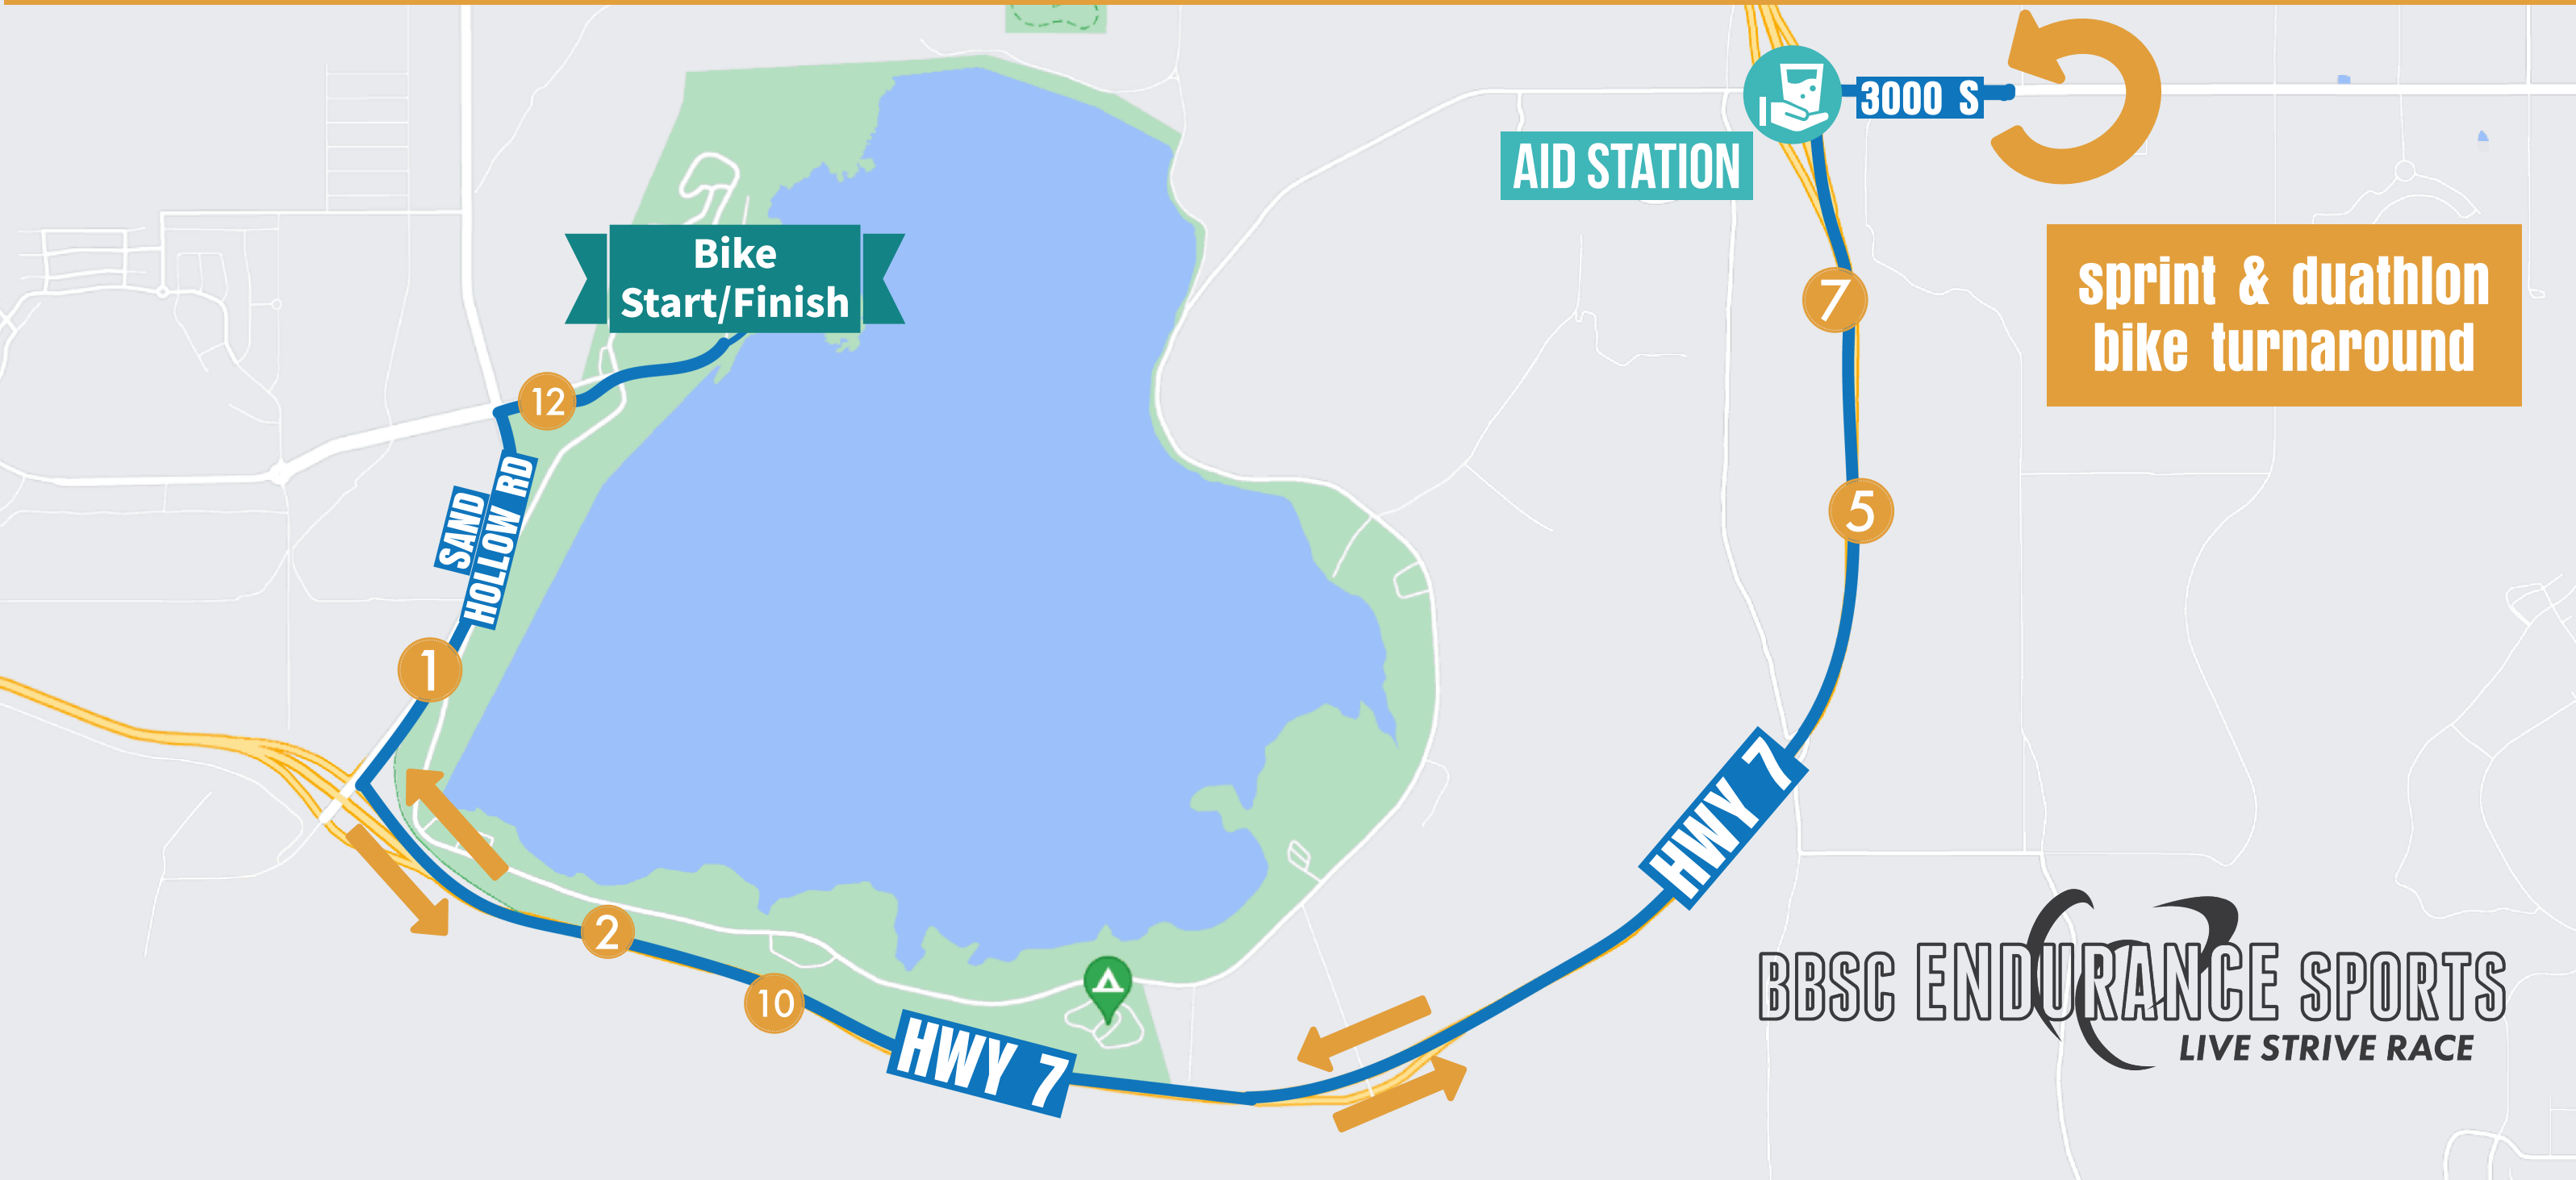 3000 S
AID STATION
Bike
Start/Finish
sprint & duathlon
bike turnaround
7
12
5
SAND
HOLLOW RD
1
HWY 7
2
10
HWY 7
BBSC ENDURANCE SPORTS
LIVE STRIVE RACE